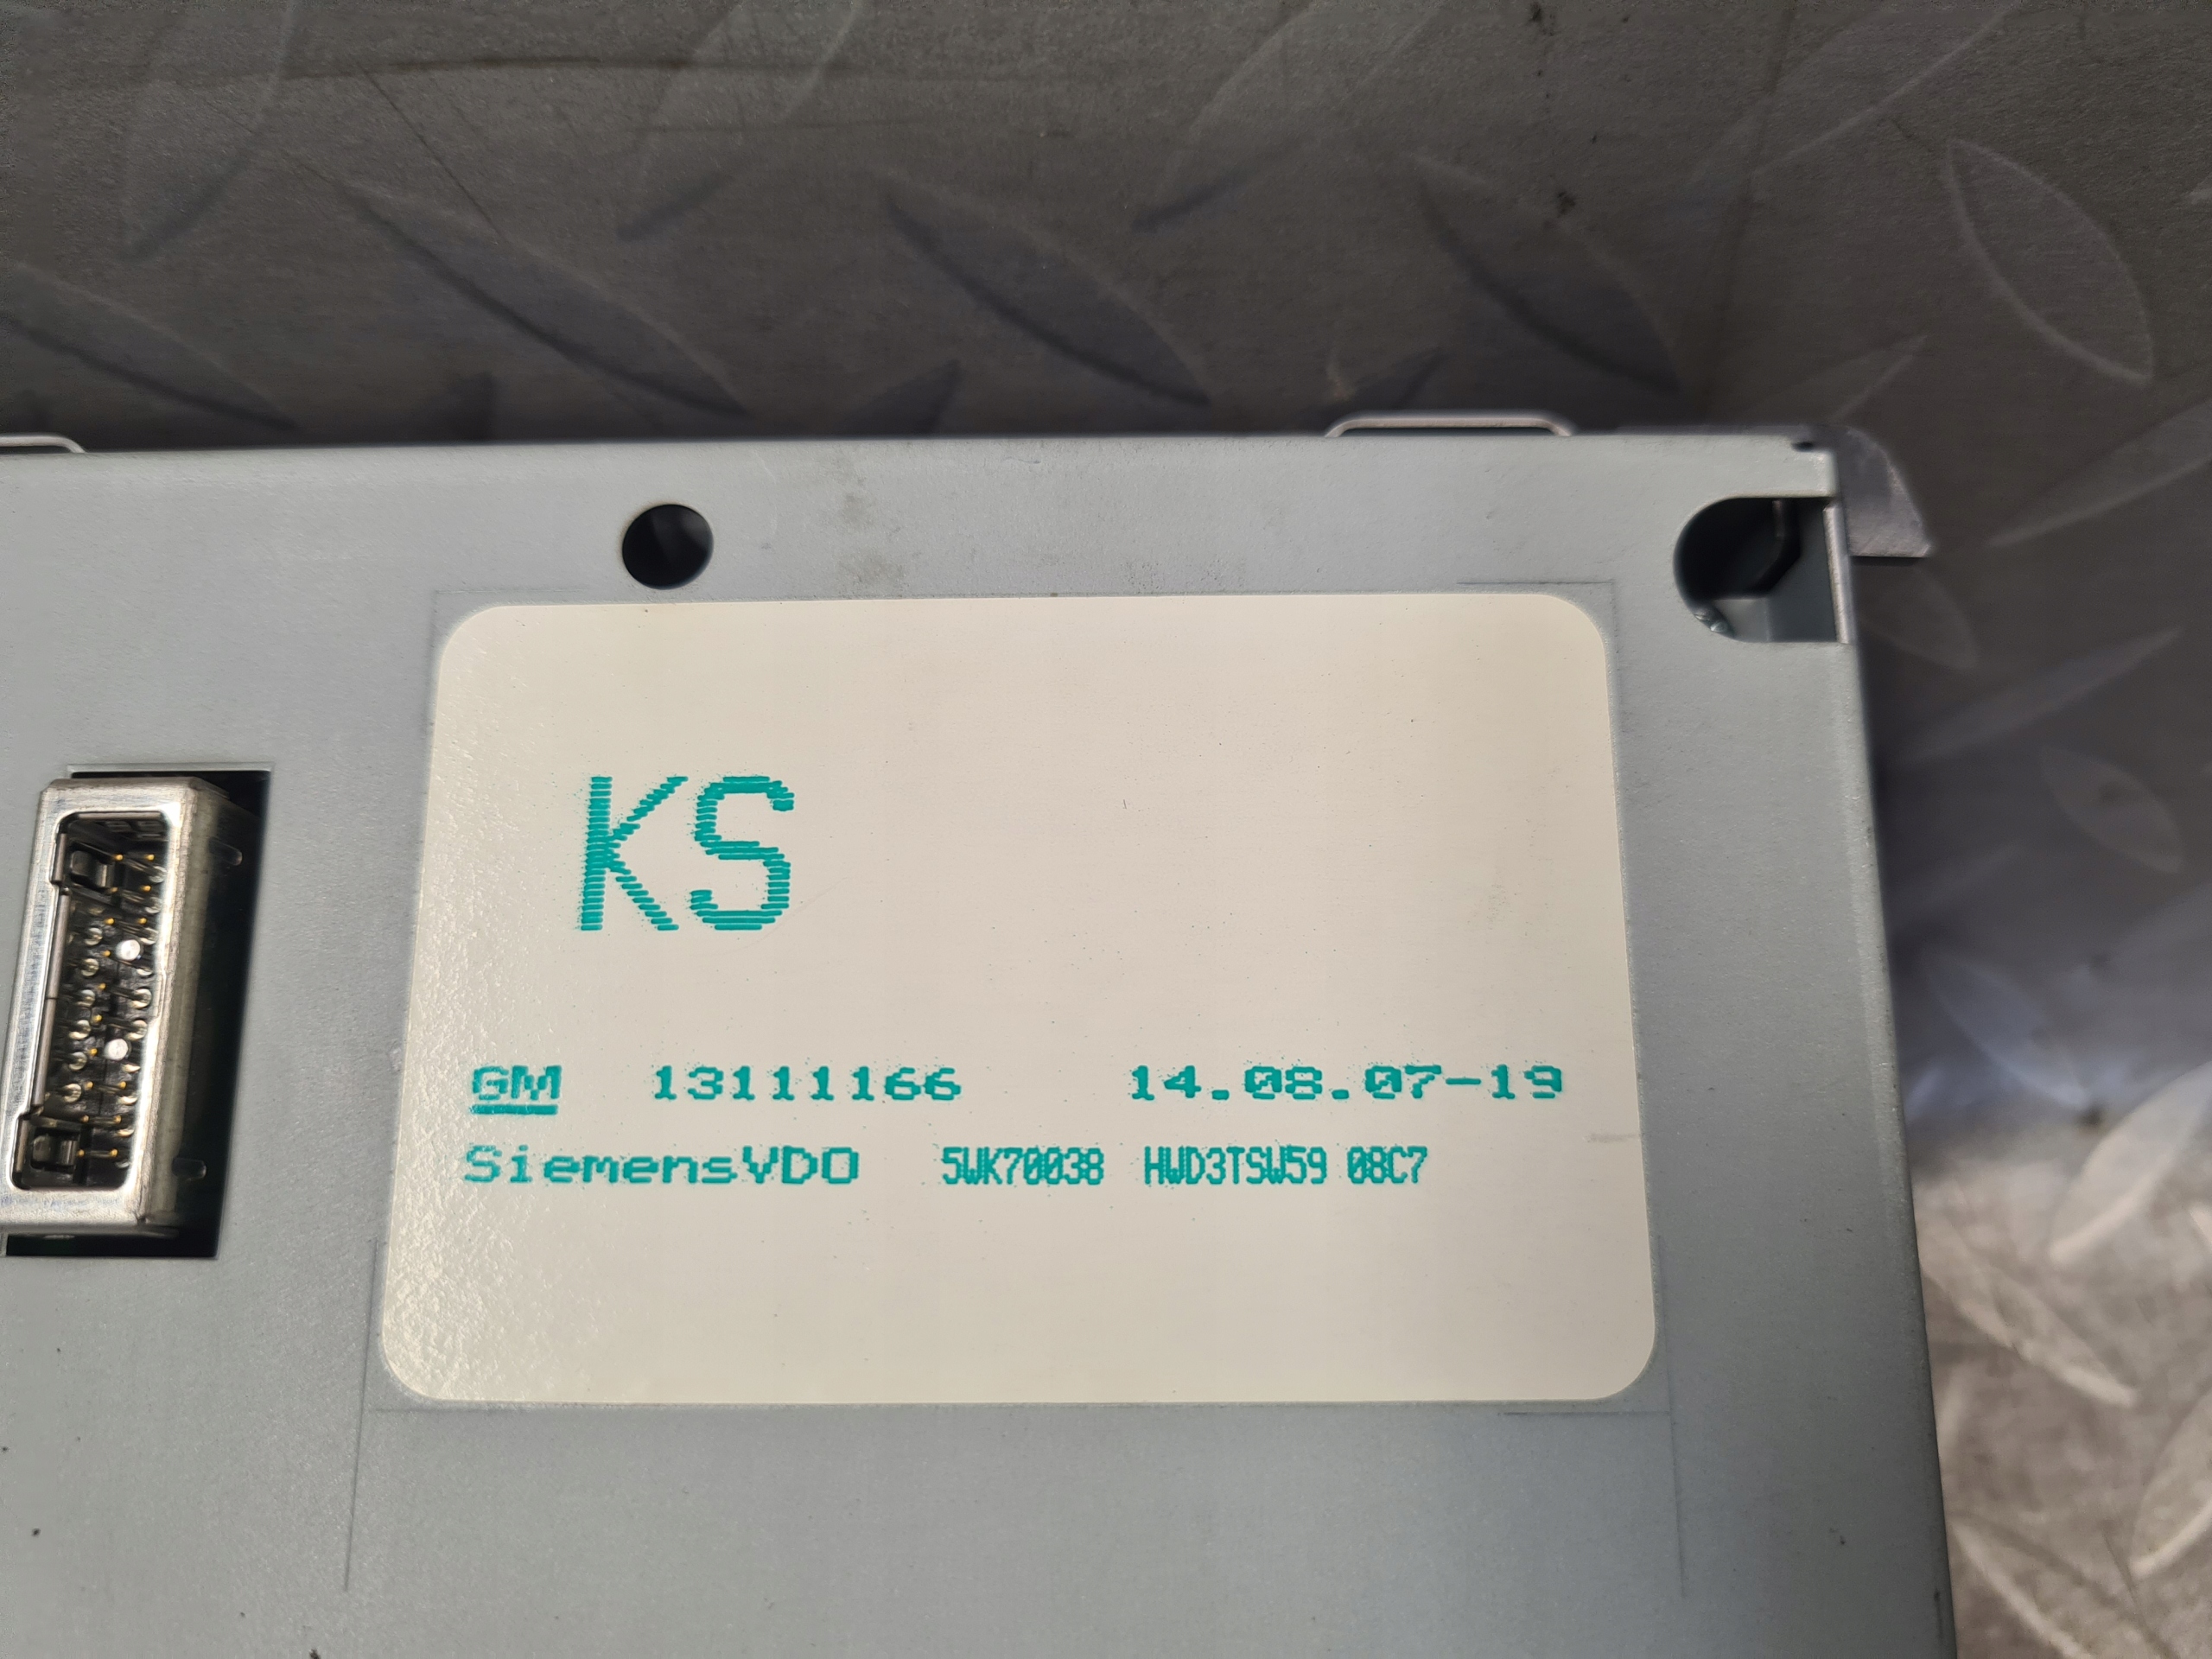 KS
GM 13111166 14.08.07-19
SiemensVDO 5WK70038 HWD3TSW59 08C7